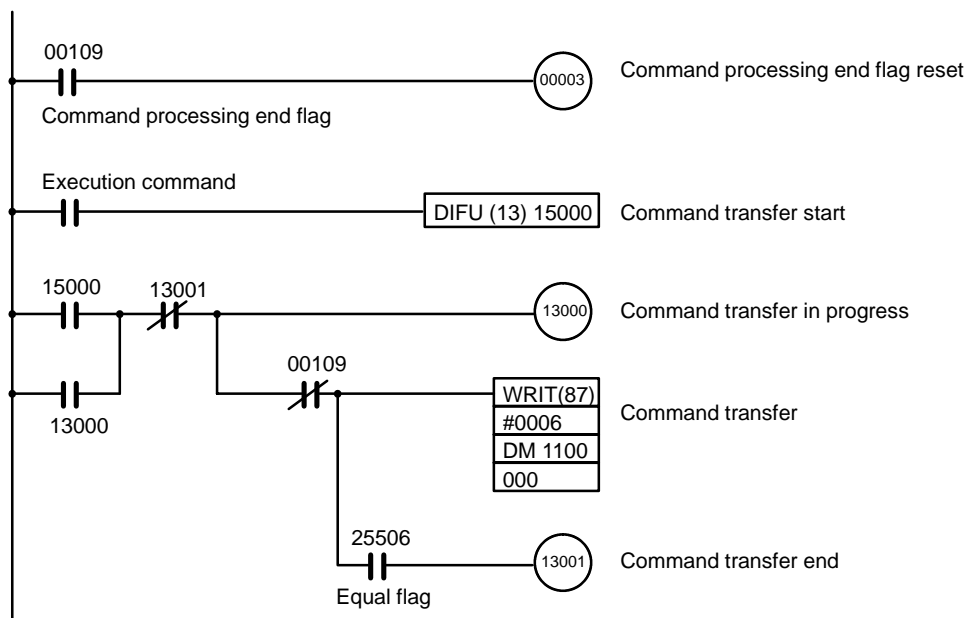 00109
00003
Command processing end flag reset
Command processing end flag
Execution command
DIFU (13) 15000
Command transfer start
15000
13001
13000
Command transfer in progress
13000
00109
WRIT(87)
#0006
DM 1100
000
Command transfer
25506
Equal flag
13001
Command transfer end